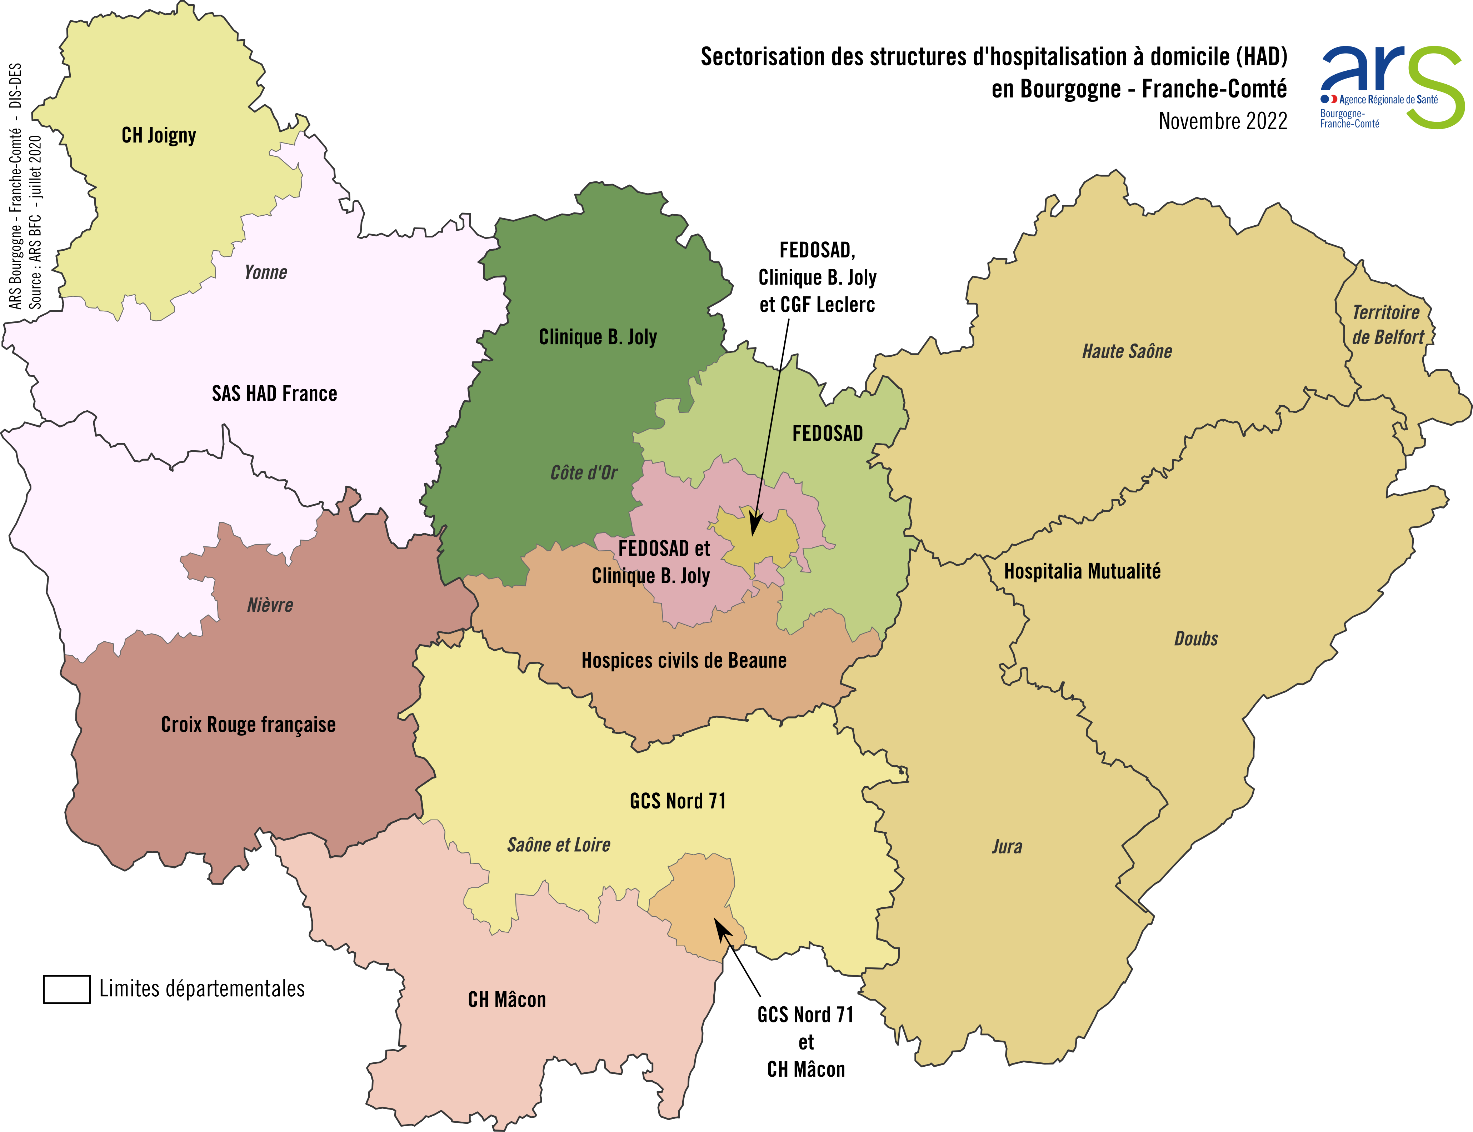 Sectorisation des structures d'hospitalisation à domicile (HAD)
en Bourgogne - Franche-Comté
Novembre 2022
ars
Agence Régionale de Santé
Bourgogne-
Franche-Comté
ARS Bourgogne - Franche-Comté - DIS-DES
Source : ARS BFC - juillet 2020
CH Joigny
Yonne
SAS HAD France
Clinique B. Joly
Côte d'Or
FEDOSAD,
Clinique B. Joly
et CGF Leclerc
FEDOSAD
FEDOSAD et
Clinique B. Joly
Haute Saône
Territoire
de Belfort
Hospitalia Mutualité
Doubs
Nièvre
Croix Rouge française
Hospices civils de Beaune
GCS Nord 71
Saône et Loire
Jura
CH Mâcon
GCS Nord 71
et
CH Mâcon
Limites départementales